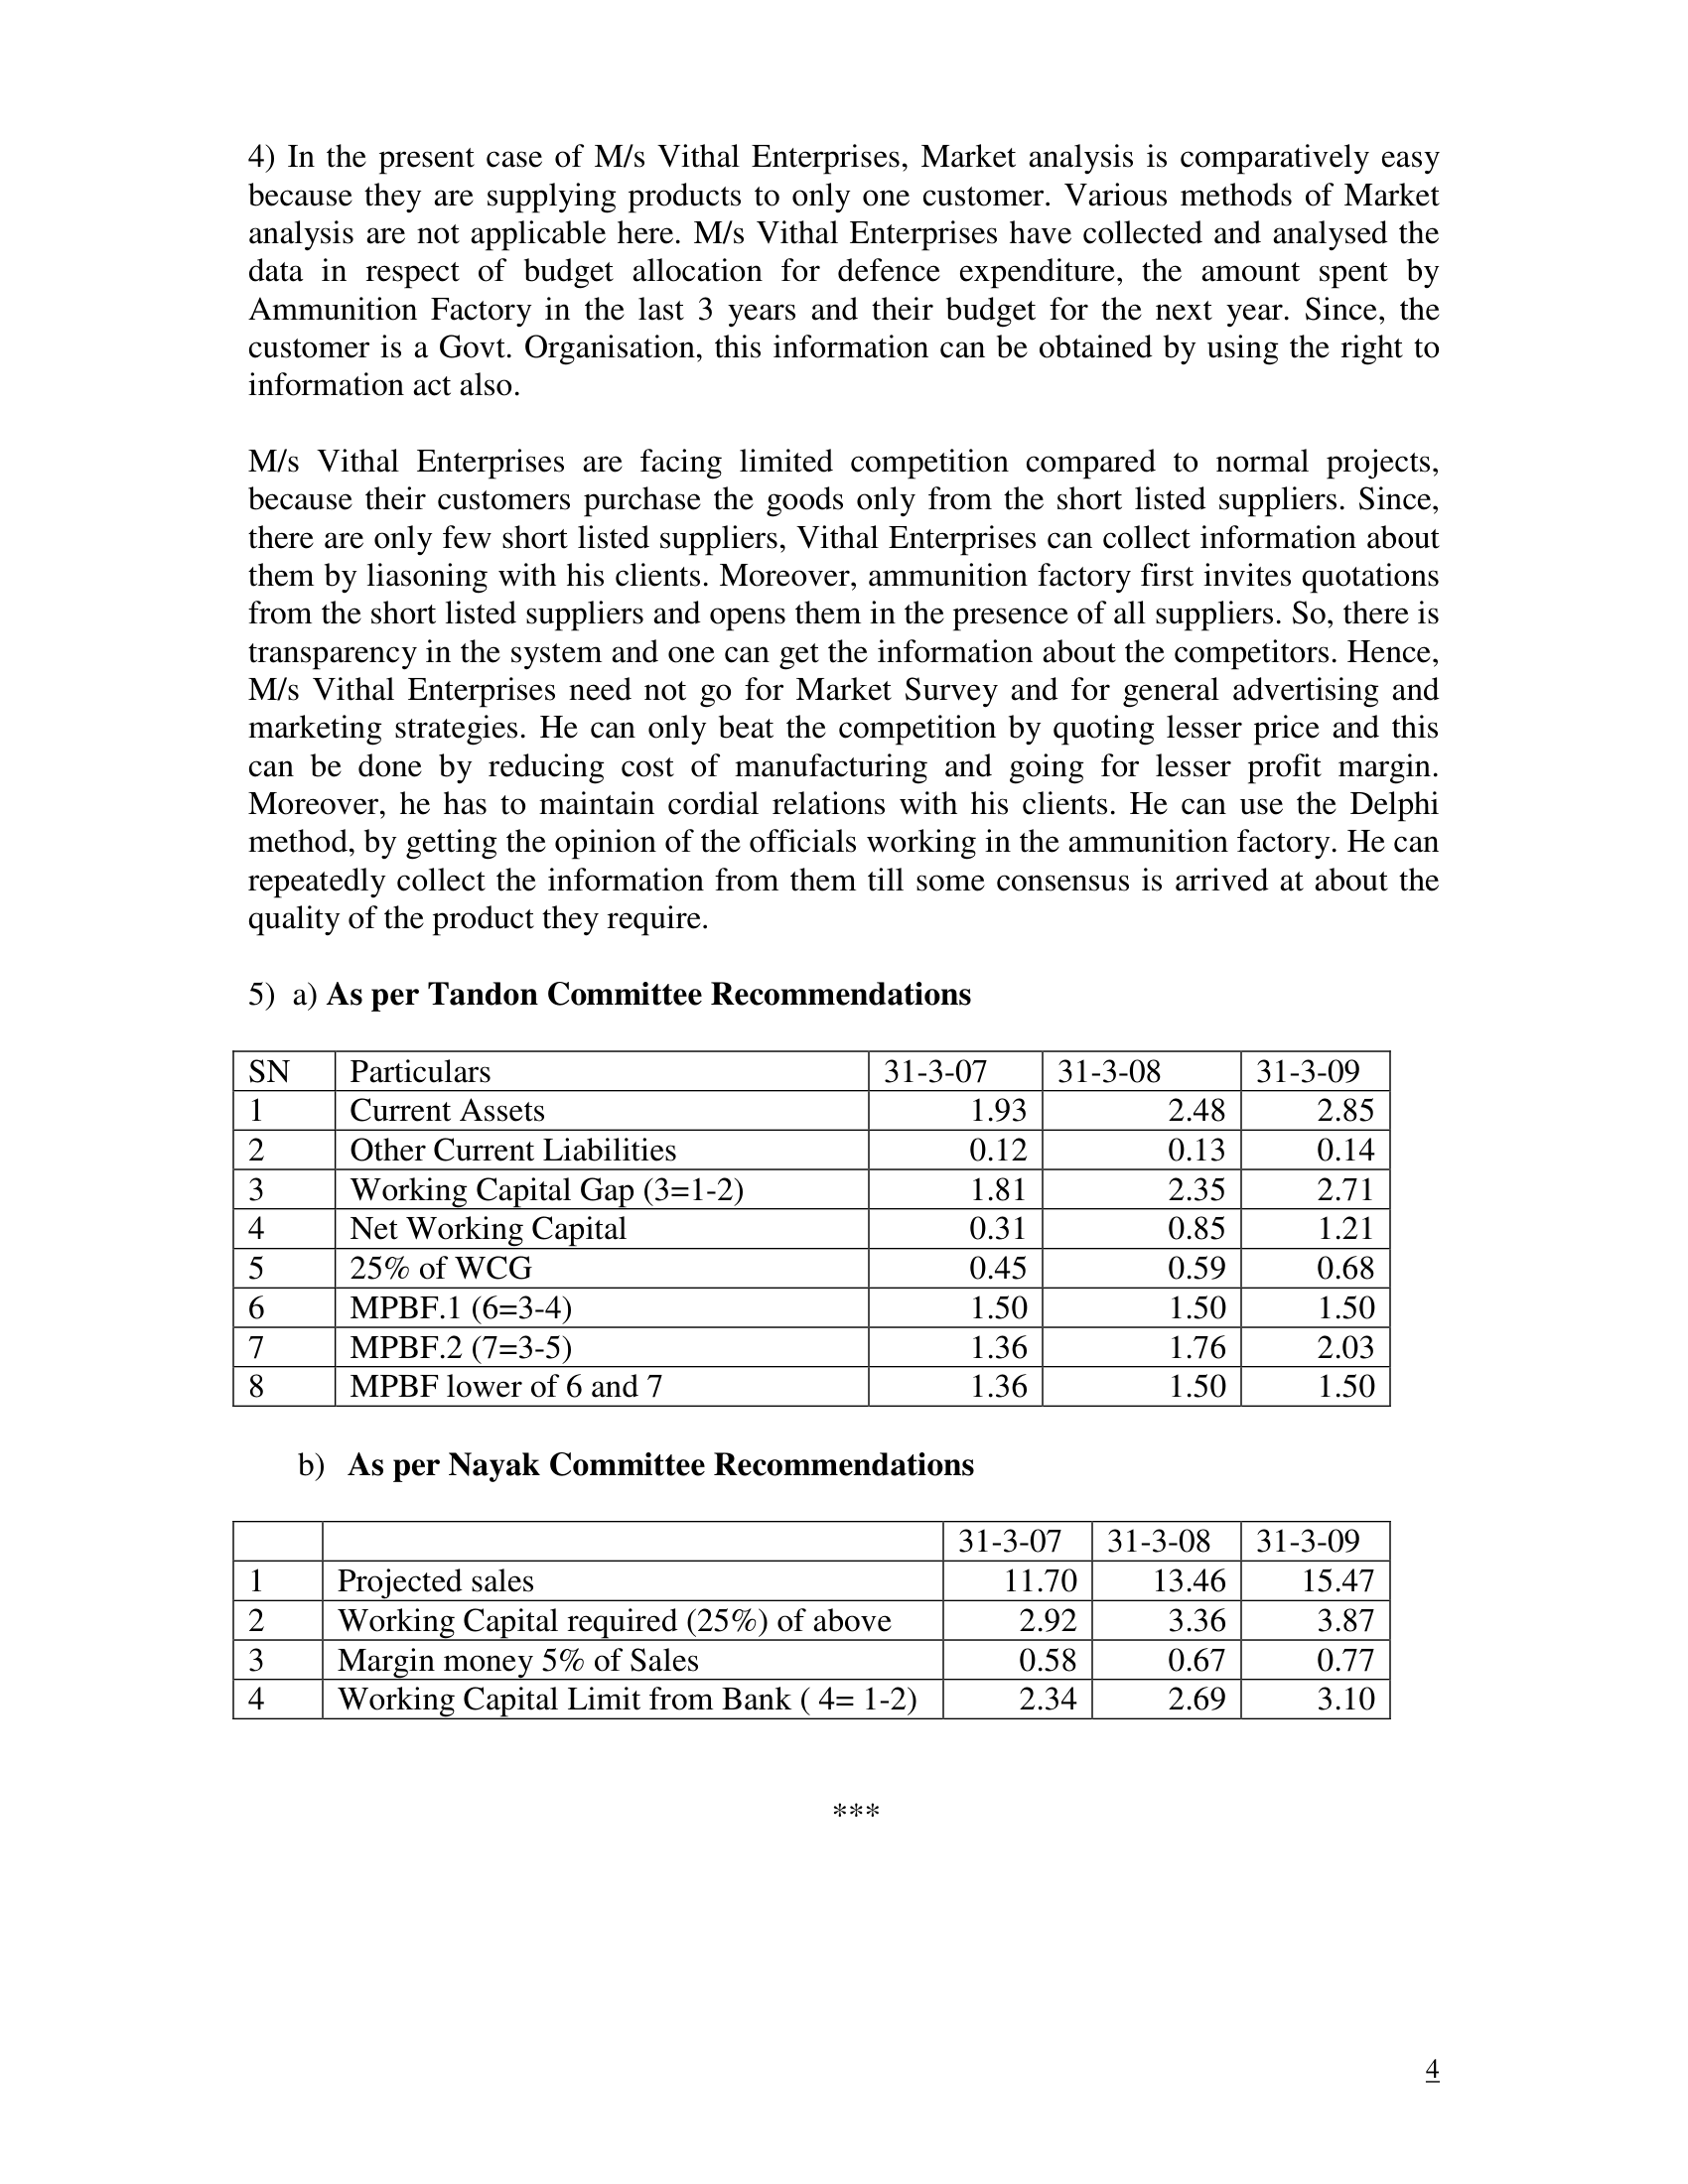 4) In the present case of M/s Vithal Enterprises, Market analysis is comparatively easy
because they are supplying products to only one customer. Various methods of Market
analysis are not applicable here. M/s Vithal Enterprises have collected and analysed the
data in respect of budget allocation for defence expenditure, the amount spent by
Ammunition Factory in the last 3 years and their budget for the next year. Since, the
customer is a Govt. Organisation, this information can be obtained by using the right to
information act also.
M/s Vithal Enterprises are facing limited competition compared to normal projects,
because their customers purchase the goods only from the short listed suppliers. Since,
there are only few short listed suppliers, Vithal Enterprises can collect information about
them by liasoning with his clients. Moreover, ammunition factory first invites quotations
from the short listed suppliers and opens them in the presence of all suppliers. So, there is
transparency in the system and one can get the information about the competitors. Hence,
M/s Vithal Enterprises need not go for Market Survey and for general advertising and
marketing strategies. He can only beat the competition by quoting lesser price and this
can be done by reducing cost of manufacturing and going for lesser profit margin.
Moreover, he has to maintain cordial relations with his clients. He can use the Delphi
method, by getting the opinion of the officials working in the ammunition factory. He can
repeatedly collect the information from them till some consensus is arrived at about the
quality of the product they require.
5) a) As per Tandon Committee Recommendations
SN Particulars 31-3-07 31-3-08 31-3-09
1 Current Assets 1.93 2.48 2.85
2 Other Current Liabilities 0.12 0.13 0.14
3 Working Capital Gap (3=1-2) 1.81 2.35 2.71
4 Net Working Capital 0.31 0.85 1.21
5 25% of WCG 0.45 0.59 0.68
6 MPBF.1 (6=3-4) 1.50 1.50 1.50
7 MPBF.2 (7=3-5) 1.36 1.76 2.03
8 MPBF lower of 6 and 7 1.36 1.50 1.50
b) As per Nayak Committee Recommendations
31-3-07 31-3-08 31-3-09
1 Projected sales 11.70 13.46 15.47
2 Working Capital required (25%) of above 2.92 3.36 3.87
3 Margin money 5% of Sales 0.58 0.67 0.77
4 Working Capital Limit from Bank ( 4= 1-2) 2.34 2.69 3.10
***
4